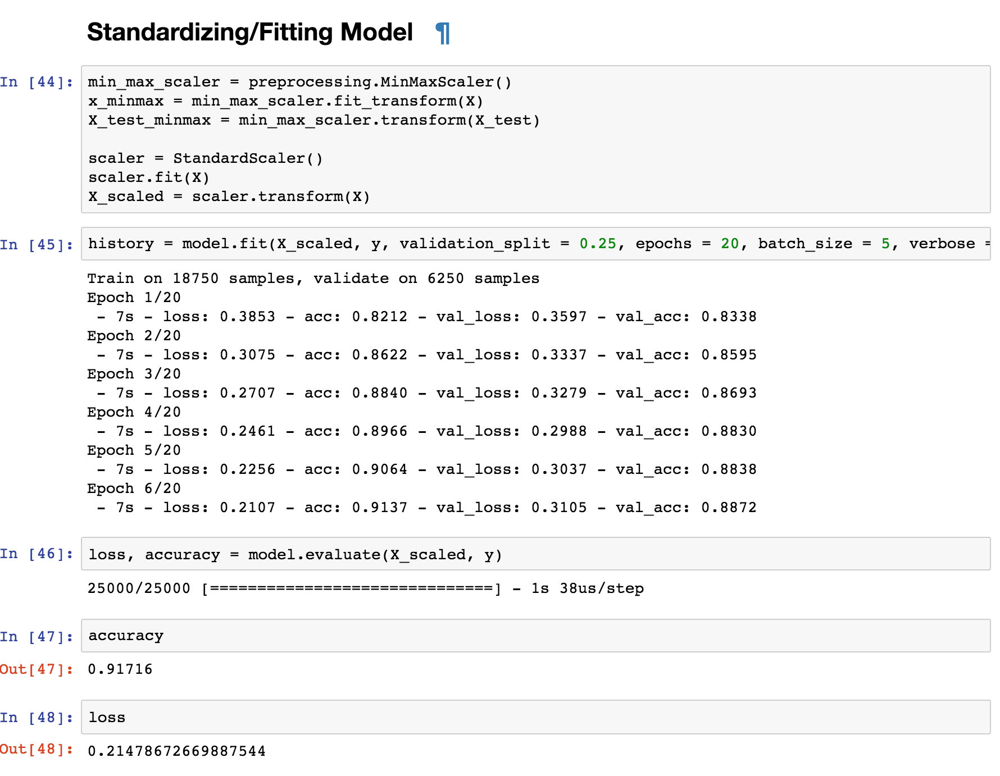 Standardizing/Fitting Model ¶
In [44]:
min_max_scaler = preprocessing.MinMaxScaler()
x_minmax = min_max_scaler.fit_transform(X)
X_test_minmax = min_max_scaler.transform(X_test)
scaler = StandardScaler()
scaler.fit(X)
X_scaled = scaler.transform(X)
In [45]: history = model.fit(X_scaled, y, validation_split = 0.25, epochs = 20, batch_size = 5, verbose =
Train on 18750 samples, validate on 6250 samples
Epoch 1/20
 - 7s - loss: 0.3853 - acc: 0.8212 - val_loss: 0.3597 - val_acc: 0.8338
Epoch 2/20
 - 7s - loss: 0.3075 - acc: 0.8622 - val_loss: 0.3337 - val_acc: 0.8595
Epoch 3/20
 - 7s - loss: 0.2707 - acc: 0.8840 - val_loss: 0.3279 - val_acc: 0.8693
Epoch 4/20
 - 7s - loss: 0.2461 - acc: 0.8966 - val_loss: 0.2988 - val_acc: 0.8830
Epoch 5/20
 - 7s - loss: 0.2256 - acc: 0.9064 - val_loss: 0.3037 - val_acc: 0.8838
Epoch 6/20
 - 7s - loss: 0.2107 - acc: 0.9137 - val_loss: 0.3105 - val_acc: 0.8872
In [46]: loss, accuracy = model.evaluate(X_scaled, y)
25000/25000 [==============================] - 1s 38us/step
In [47]: accuracy
Out[47]: 0.91716
In [48]: loss
Out[48]: 0.21478672669887544